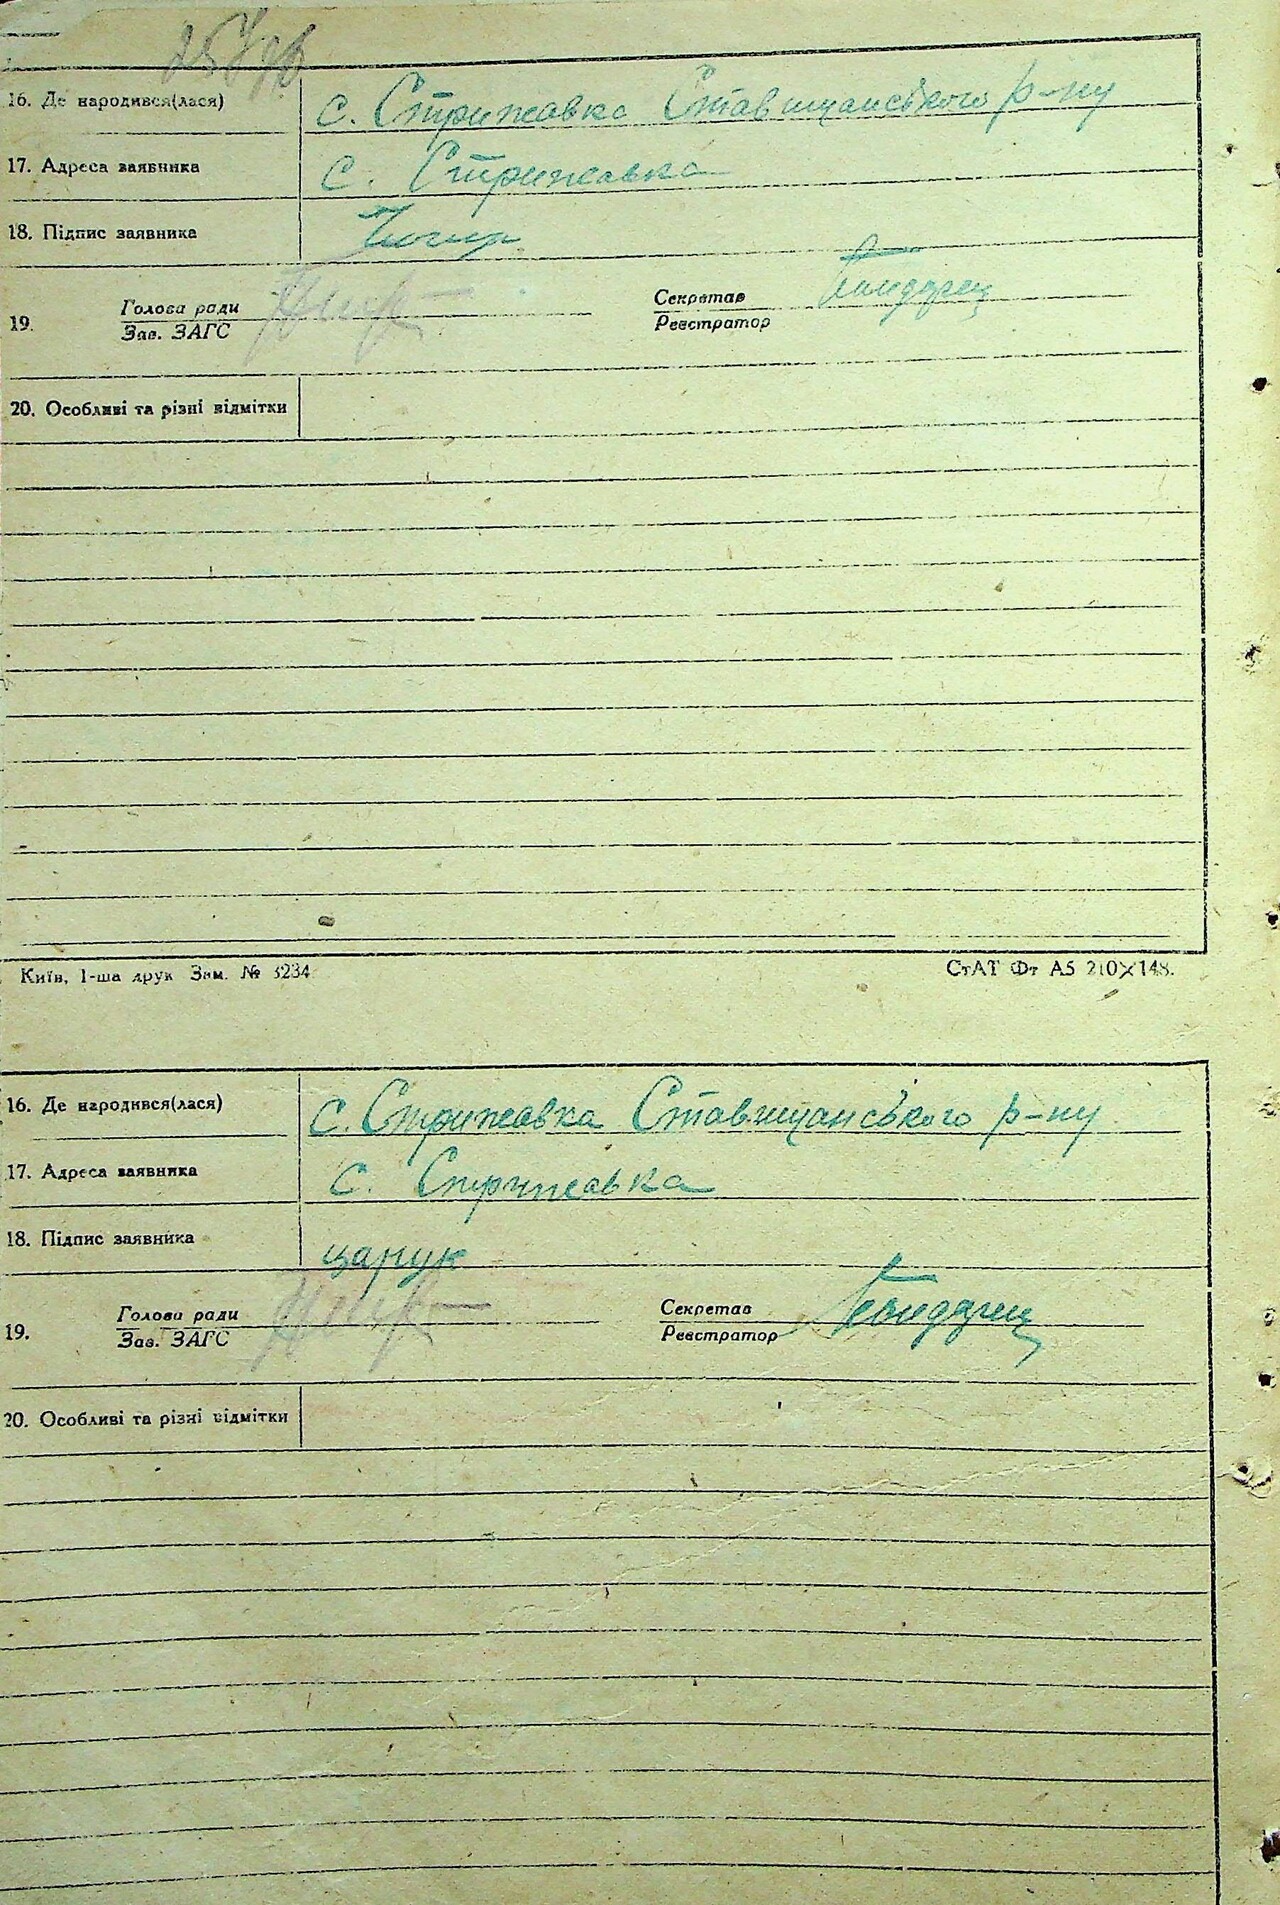 16. Де народився(лася) с. Стрижавка Ставищанського р-ну
17. Адреса заявника с. Стрижавка
18. Підпис заявника
19. Голова ради Секретар
Зав. ЗАГС Реєстратор
20. Особливі та різні відмітки
Київ, 1-ша друк Зам. № 3234 СтАТ Фт А5 210×148.
16. Де народився(лася) с. Стрижавка Ставищанського р-ну
17. Адреса заявника с. Стрижавка
18. Підпис заявника царук
19. Голова ради Секретар
Зав. ЗАГС Реєстратор
20. Особливі та різні відмітки